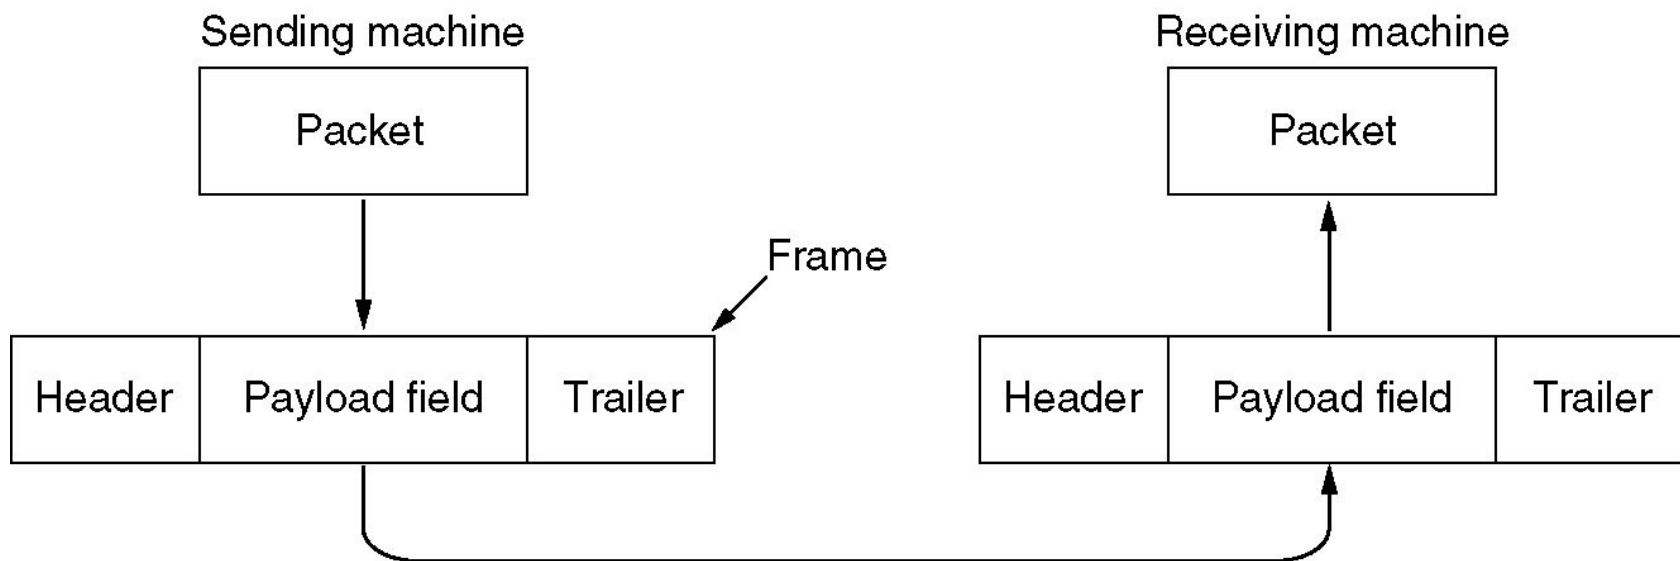 Sending machine
Receiving machine
Packet
Packet
Frame
Header
Payload field
Trailer
Header
Payload field
Trailer